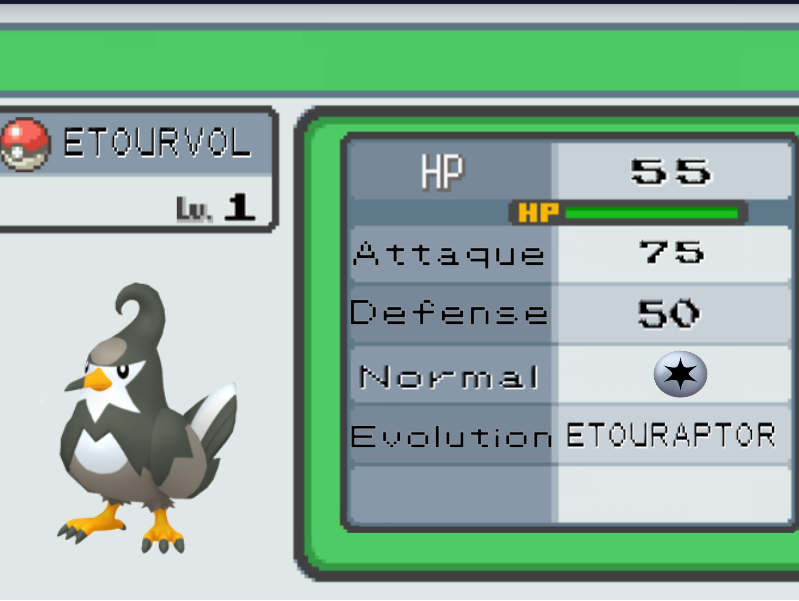 ETOURVOL
Lv. 1
HP 55
HP
Attaque 75
Defense 50
Normal
Evolution ETOURAPTOR